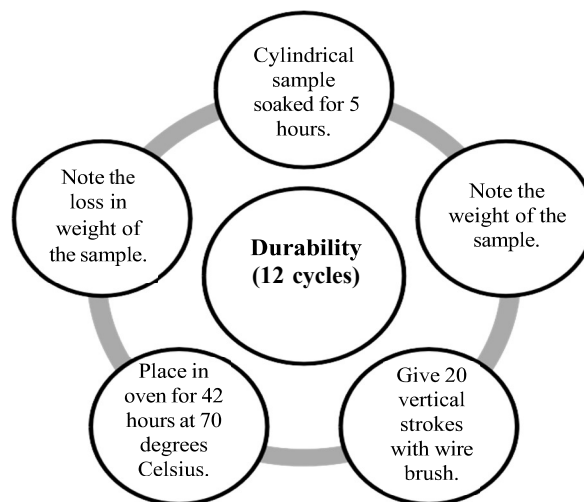 Cylindrical
sample
soaked for 5
hours.
Note the
weight of the
sample.
Give 20
vertical
strokes
with wire
brush.
Place in
oven for 42
hours at 70
degrees
Celsius.
Note the
loss in
weight of
the sample.
Durability
(12 cycles)